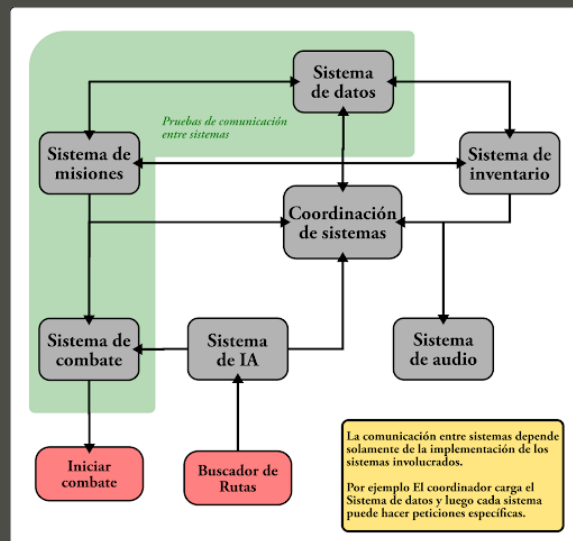 Sistema
de datos
Pruebas de comunicación
entre sistemas
Sistema de
misiones
Sistema de
inventario
Coordinación
de sistemas
Sistema de
combate
Sistema
de IA
Sistema
de audio
Iniciar
combate
Buscador de
Rutas
La comunicación entre sistemas depende
solamente de la implementación de los
sistemas involucrados.
Por ejemplo El coordinador carga el
Sistema de datos y luego cada sistema
puede hacer peticiones específicas.